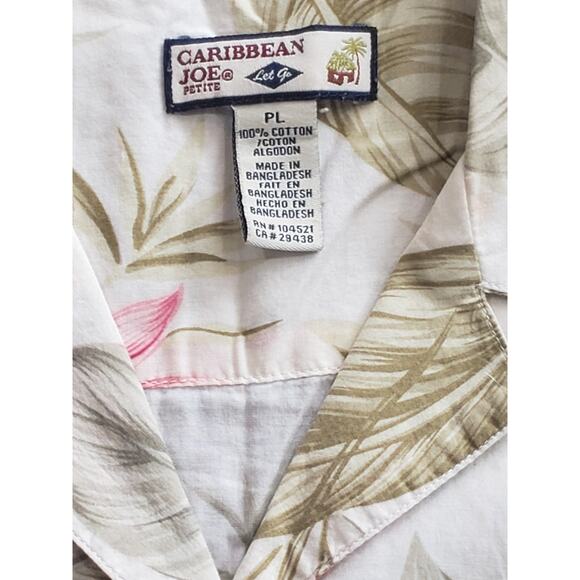 CARIBBEAN
JOE®
Let Go
PETITE
PL
100% COTTON
/COTON
ALGODON
MADE IN
BANGLADESH
FAIT EN
BANGLADESH
HECHO EN
BANGLADESH
RN# 104521
CA# 29438